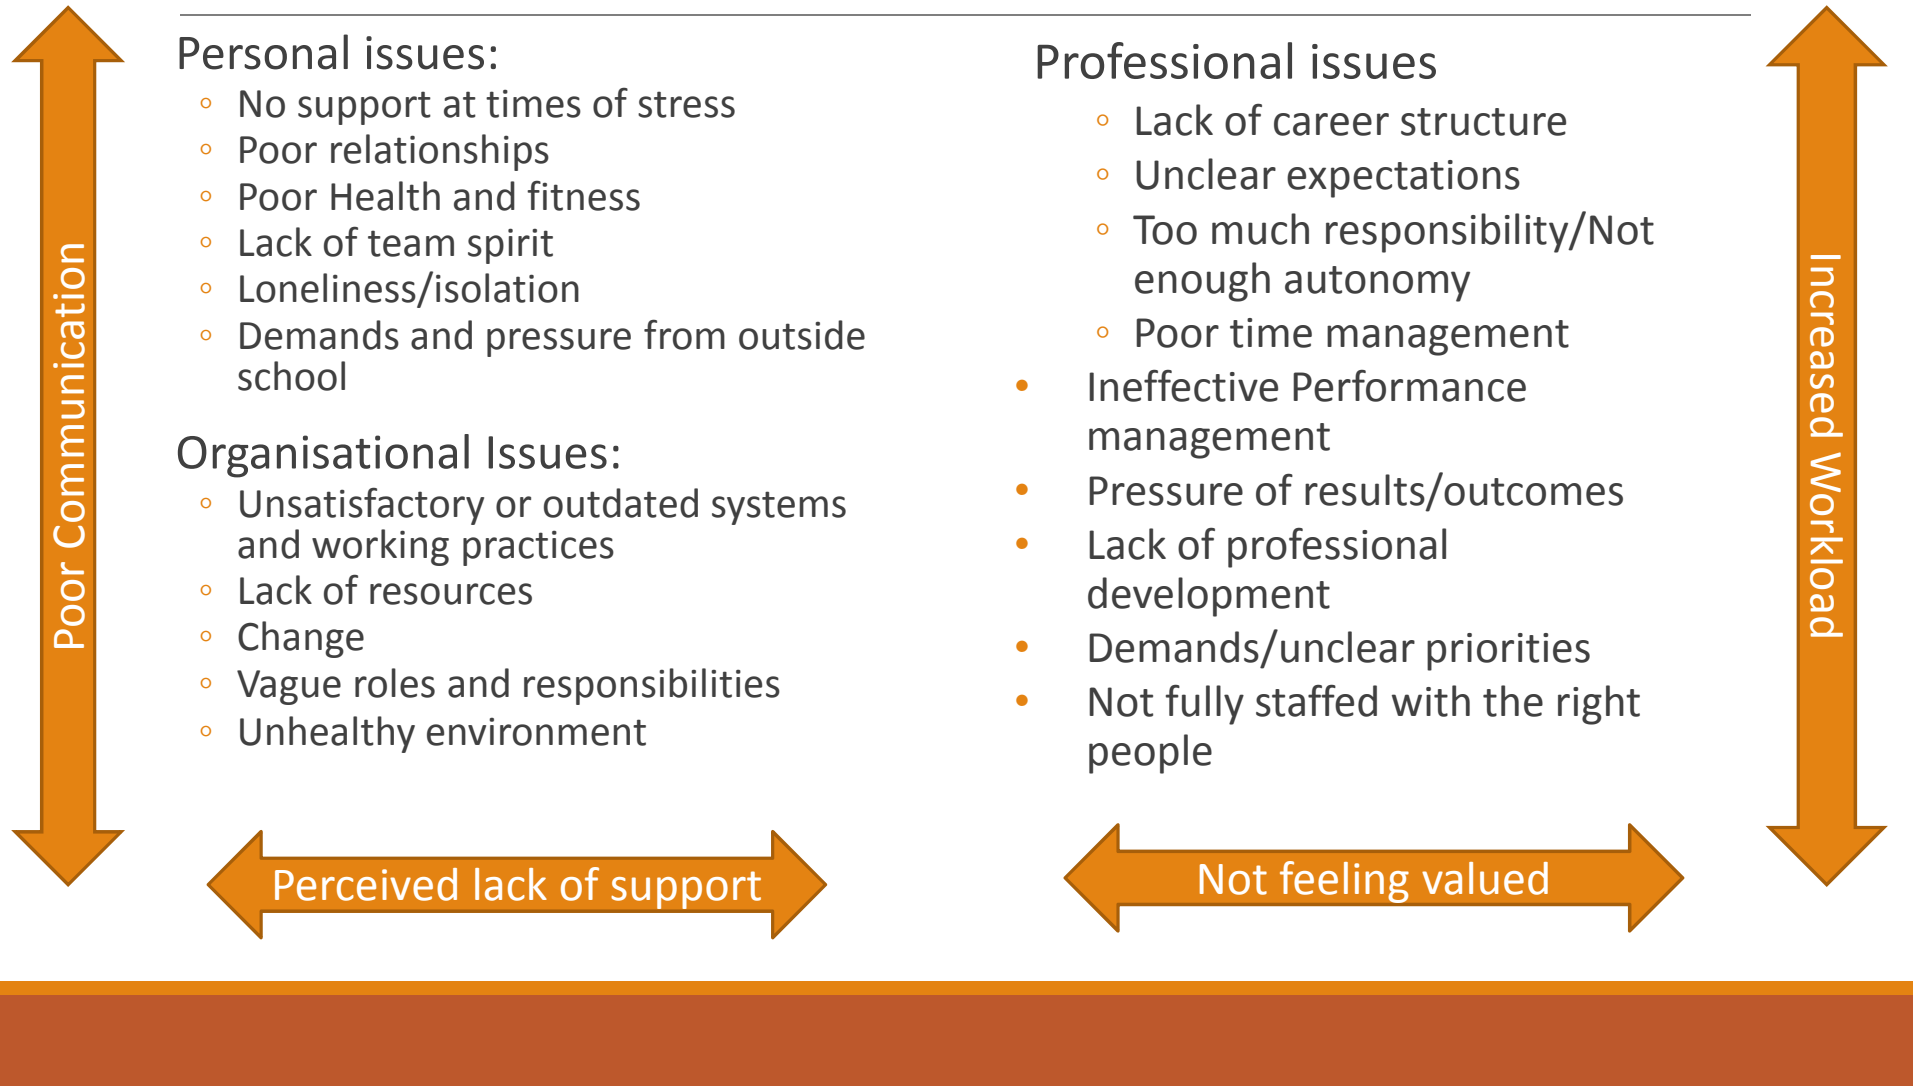 Poor Communication
Personal issues:
◦ No support at times of stress
◦ Poor relationships
◦ Poor Health and fitness
◦ Lack of team spirit
◦ Loneliness/isolation
◦ Demands and pressure from outside
school
Organisational Issues:
◦ Unsatisfactory or outdated systems
and working practices
◦ Lack of resources
◦ Change
◦ Vague roles and responsibilities
◦ Unhealthy environment
Perceived lack of support
Professional issues
◦ Lack of career structure
◦ Unclear expectations
◦ Too much responsibility/Not
enough autonomy
◦ Poor time management
• Ineffective Performance
management
• Pressure of results/outcomes
• Lack of professional
development
• Demands/unclear priorities
• Not fully staffed with the right
people
Not feeling valued
Increased Workload